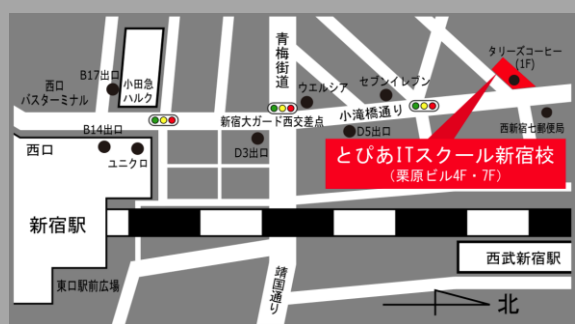 B17出口
小田急
ハルク
西口
バスターミナル
青梅街道
ウエルシア
セブンイレブン
タリーズコーヒー
(1F)
小滝橋通り
新宿大ガード西交差点
西新宿七郵便局
B14出口
西口
ユニクロ
D3出口
D5出口
とぴあITスクール新宿校
(栗原ビル4F・7F)
新宿駅
西武新宿駅
東口駅前広場
靖国通り
北